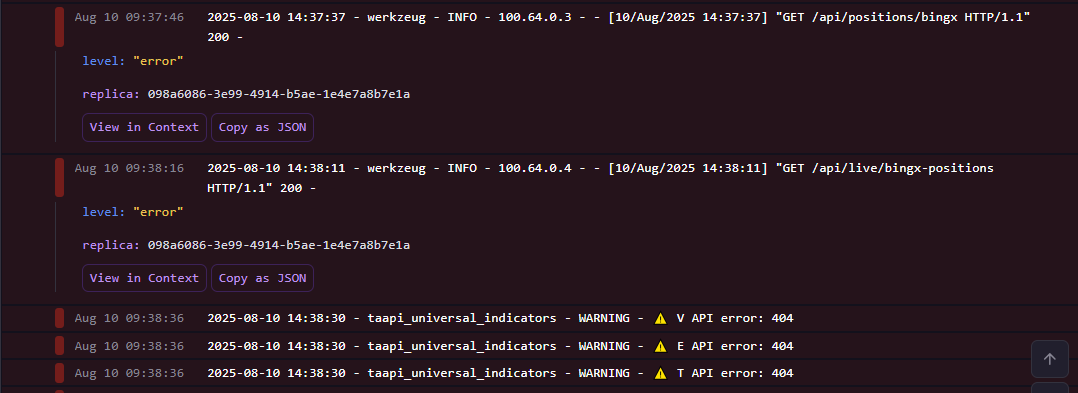 Aug 10 09:37:46 2025-08-10 14:37:37 - werkzeug - INFO - 100.64.0.3 - - [10/Aug/2025 14:37:37] "GET /api/positions/bingx HTTP/1.1"
200 -
level: "error"
replica: 098a6086-3e99-4914-b5ae-1e4e7a8b7e1a
View in Context Copy as JSON
Aug 10 09:38:16 2025-08-10 14:38:11 - werkzeug - INFO - 100.64.0.4 - - [10/Aug/2025 14:38:11] "GET /api/live/bingx-positions
HTTP/1.1" 200 -
level: "error"
replica: 098a6086-3e99-4914-b5ae-1e4e7a8b7e1a
View in Context Copy as JSON
Aug 10 09:38:36 2025-08-10 14:38:30 - taapi_universal_indicators - WARNING - ⚠️ V API error: 404
Aug 10 09:38:36 2025-08-10 14:38:30 - taapi_universal_indicators - WARNING - ⚠️ E API error: 404
Aug 10 09:38:36 2025-08-10 14:38:30 - taapi_universal_indicators - WARNING - ⚠️ T API error: 404